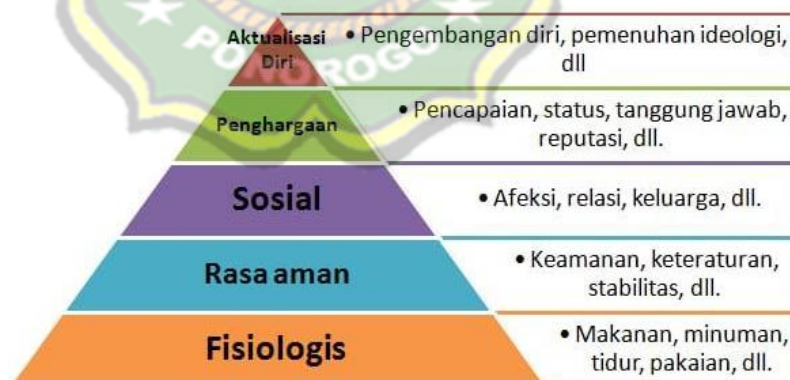 Aktualisasi
Diri
• Pengembangan diri, pemenuhan ideologi,
dll
PONOROGO
Penghargaan
• Pencapaian, status, tanggung jawab,
reputasi, dll.
Sosial
• Afeksi, relasi, keluarga, dll.
Rasa aman
• Keamanan, keteraturan,
stabilitas, dll.
Fisiologis
• Makanan, minuman,
tidur, pakaian, dll.